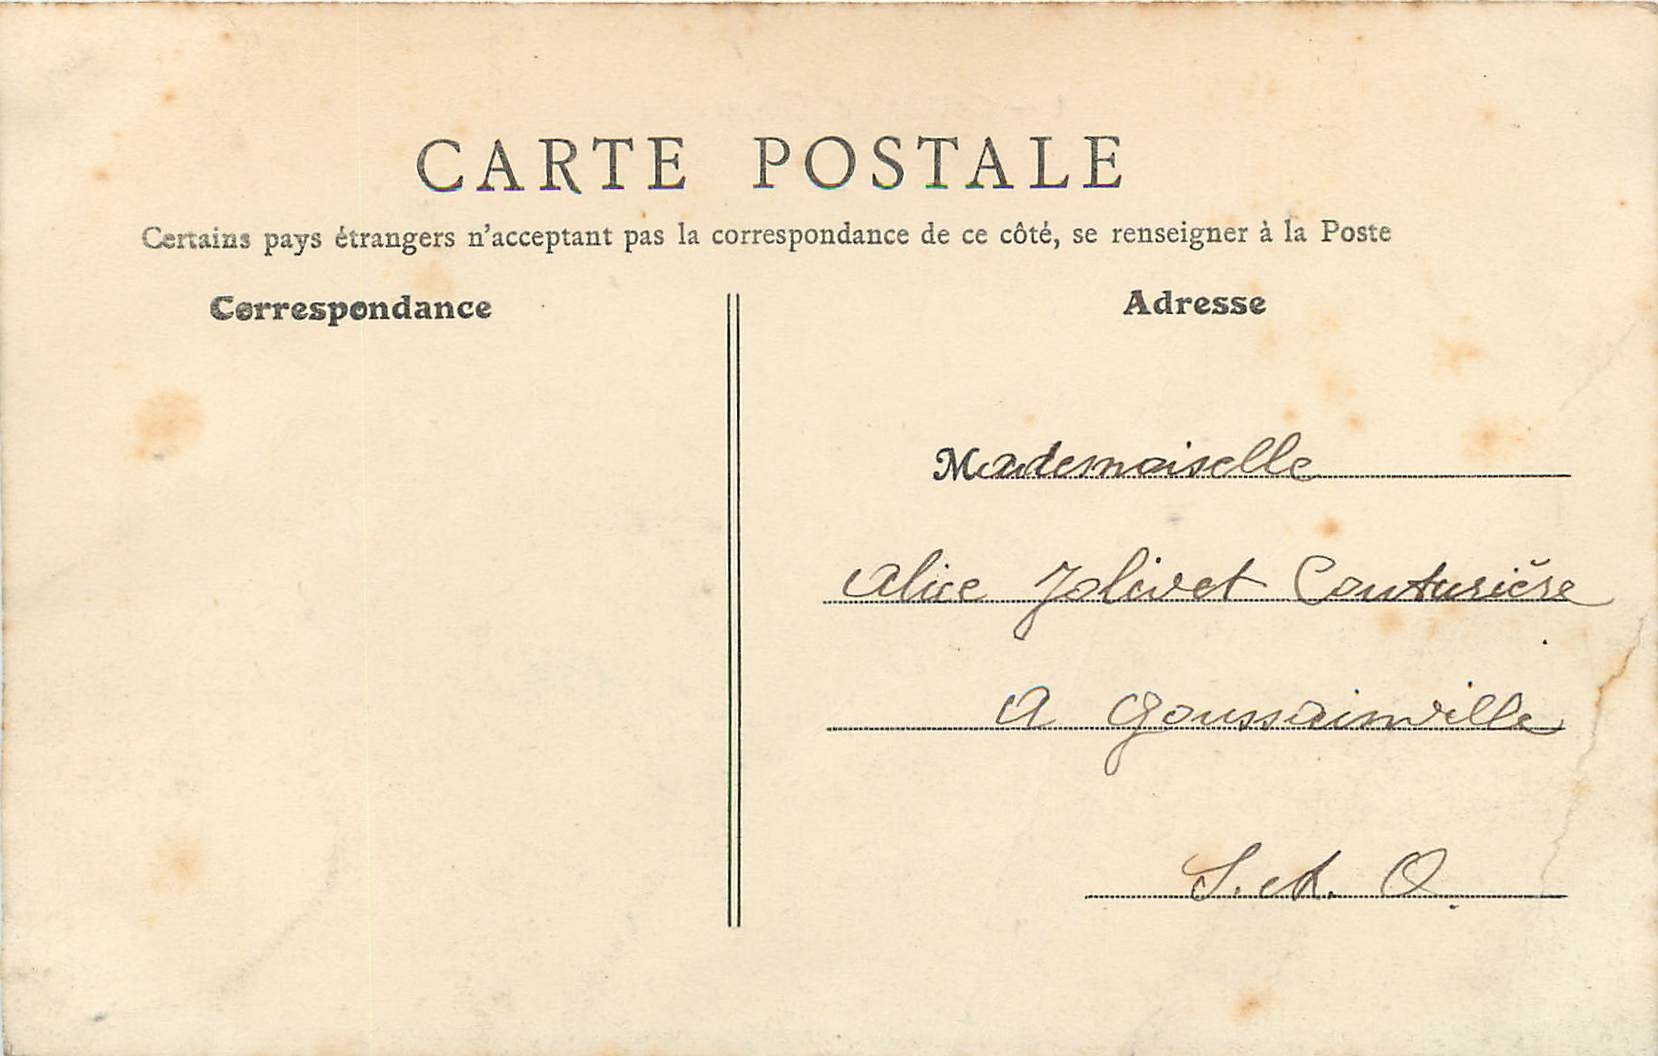 CARTE POSTALE
Certains pays étrangers n'acceptant pas la correspondance de ce côté, se renseigner à la Poste
Correspondance
Adresse
Mademoiselle
Alice Jolivet Couturière
A Goussainville
S. et. O.